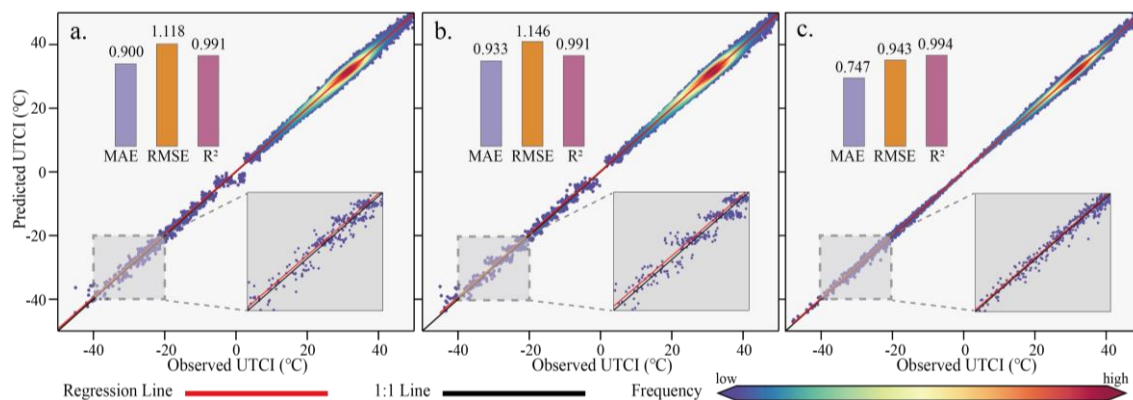 a.
0.900
1.118
0.991
MAE RMSE R²
b.
0.933
1.146
0.991
MAE RMSE R²
c.
0.747
0.943
0.994
MAE RMSE R²
Predicted UTCI (°C)
40
20
0
-20
-40
-40 -20 0 20 40
Observed UTCI (°C)
-40 -20 0 20 40
Observed UTCI (°C)
-40 -20 0 20 40
Observed UTCI (°C)
Regression Line
1:1 Line
Frequency
low
high